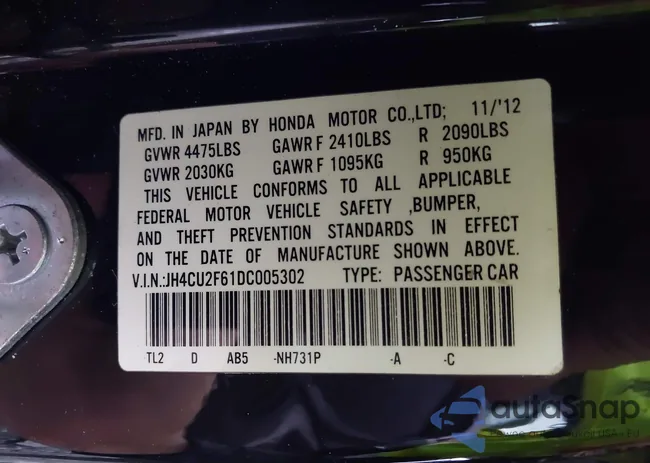 MFD. IN JAPAN BY HONDA MOTOR CO.,LTD; 11/'12
GVWR 4475LBS GAWR F 2410LBS R 2090LBS
GVWR 2030KG GAWR F 1095KG R 950KG
THIS VEHICLE CONFORMS TO ALL APPLICABLE
FEDERAL MOTOR VEHICLE SAFETY ,BUMPER,
AND THEFT PREVENTION STANDARDS IN EFFECT
ON THE DATE OF MANUFACTURE SHOWN ABOVE.
V.I.N.:JH4CU2F61DC005302 TYPE: PASSENGER CAR
TL2 D AB5 -NH731P -A -C
autoSnap